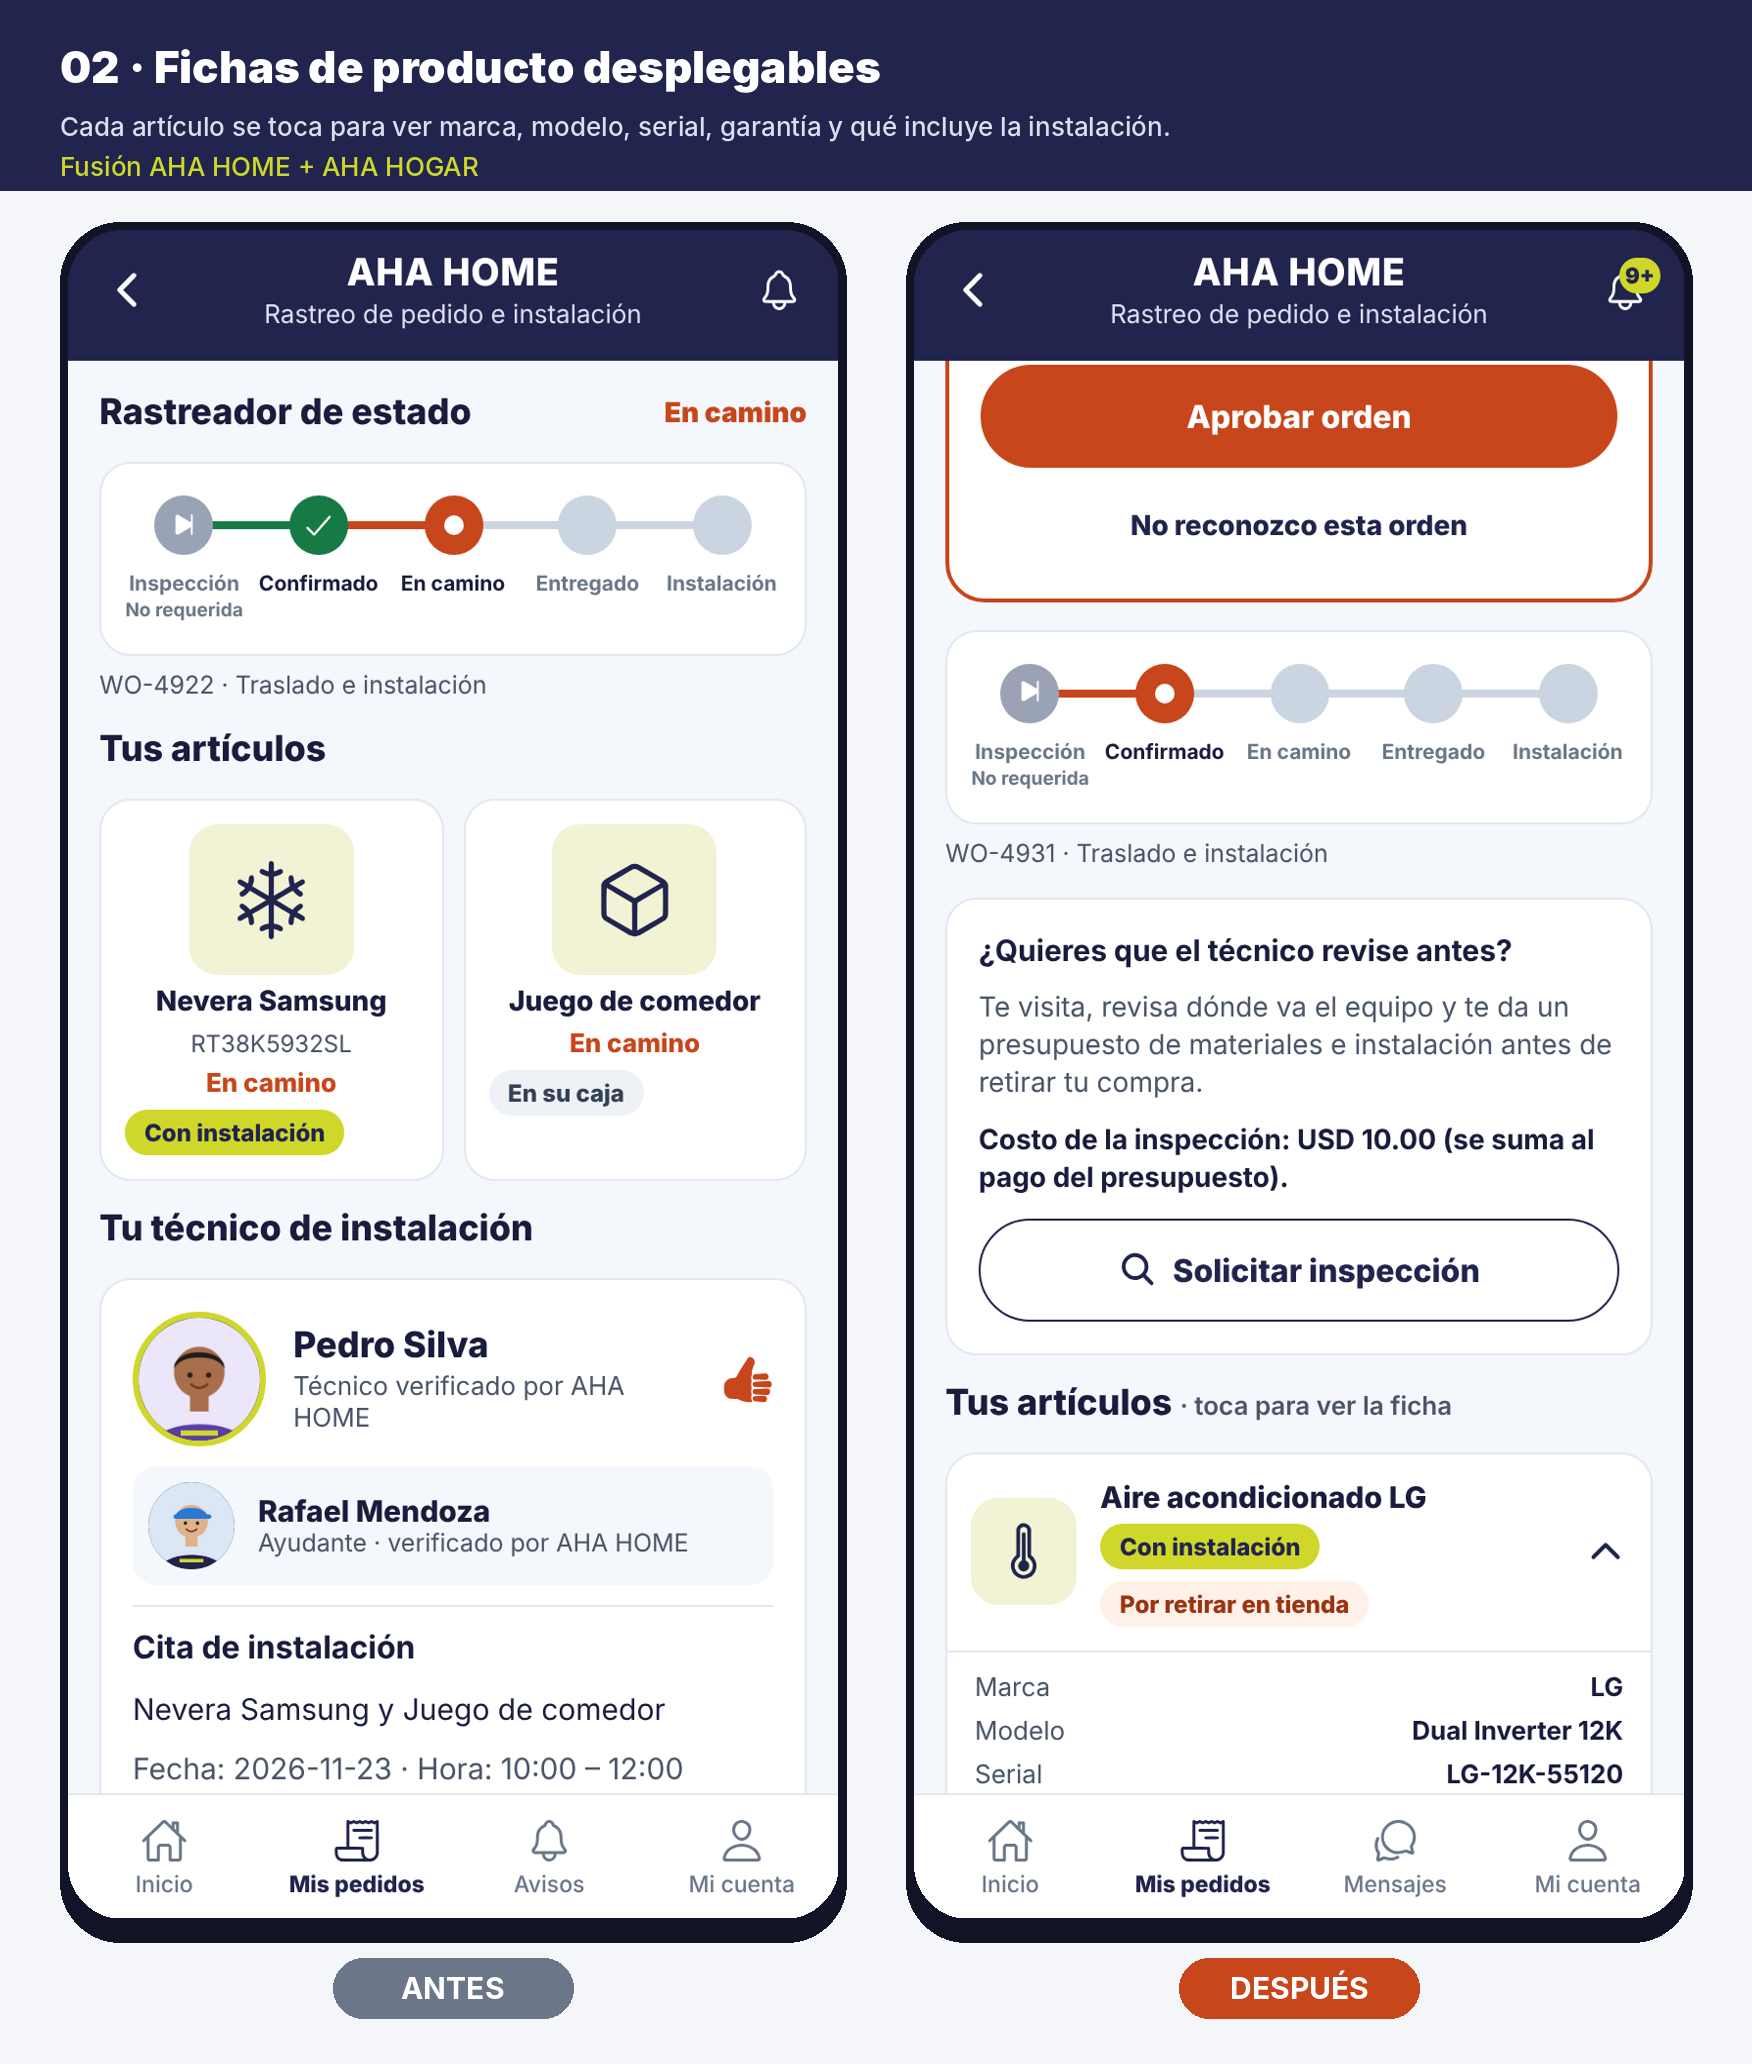 02 · Fichas de producto desplegables
Cada artículo se toca para ver marca, modelo, serial, garantía y qué incluye la instalación.
Fusión AHA HOME + AHA HOGAR
AHA HOME
Rastreo de pedido e instalación
Rastreador de estado
En camino
Inspección
No requerida
Confirmado
En camino
Entregado
Instalación
WO-4922 · Traslado e instalación
Tus artículos
Nevera Samsung
RT38K5932SL
En camino
Con instalación
Juego de comedor
En camino
En su caja
Tu técnico de instalación
Pedro Silva
Técnico verificado por AHA
HOME
Rafael Mendoza
Ayudante · verificado por AHA HOME
Cita de instalación
Nevera Samsung y Juego de comedor
Fecha: 2026-11-23 · Hora: 10:00 – 12:00
Inicio
Mis pedidos
Avisos
Mi cuenta
ANTES
AHA HOME
Rastreo de pedido e instalación
9+
Aprobar orden
No reconozco esta orden
Inspección
No requerida
Confirmado
En camino
Entregado
Instalación
WO-4931 · Traslado e instalación
¿Quieres que el técnico revise antes?
Te visita, revisa dónde va el equipo y te da un
presupuesto de materiales e instalación antes de
retirar tu compra.
Costo de la inspección: USD 10.00 (se suma al
pago del presupuesto).
Solicitar inspección
Tus artículos · toca para ver la ficha
Aire acondicionado LG
Con instalación
Por retirar en tienda
Marca LG
Modelo Dual Inverter 12K
Serial LG-12K-55120
Inicio
Mis pedidos
Mensajes
Mi cuenta
DESPUÉS